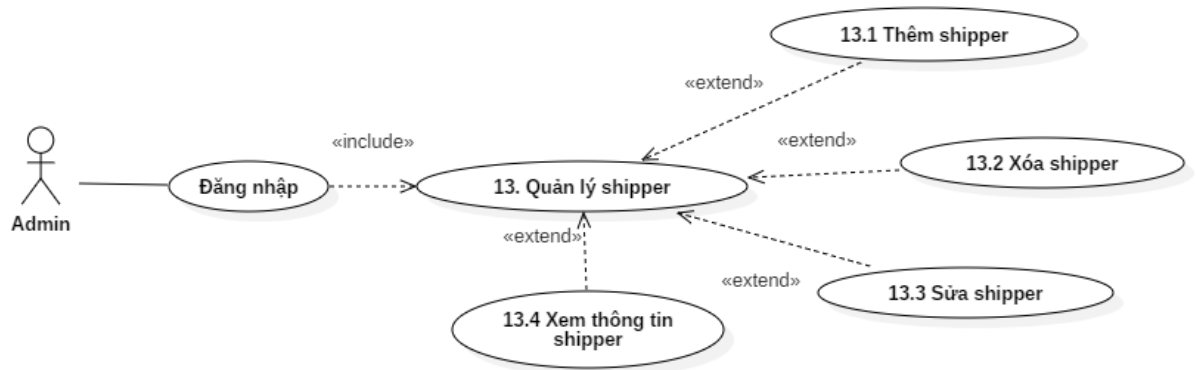 13.1 Thêm shipper
«extend»
«include»
«extend»
13.2 Xóa shipper
Đăng nhập
13. Quản lý shipper
Admin
«extend»
«extend»
13.3 Sửa shipper
13.4 Xem thông tin
shipper